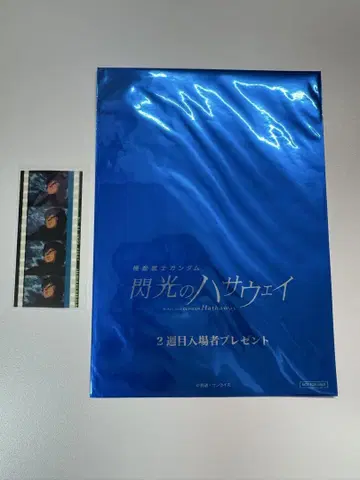 機動戦士ガンダム
閃光のハサウェイ
2週目入場者プレゼント